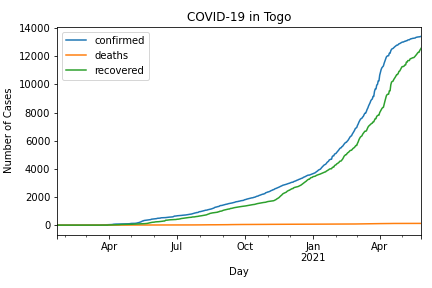 COVID-19 in Togo
confirmed
deaths
recovered
Number of Cases
14000
12000
10000
8000
6000
4000
2000
0
Apr
Jul
Oct
Jan
2021
Apr
Day